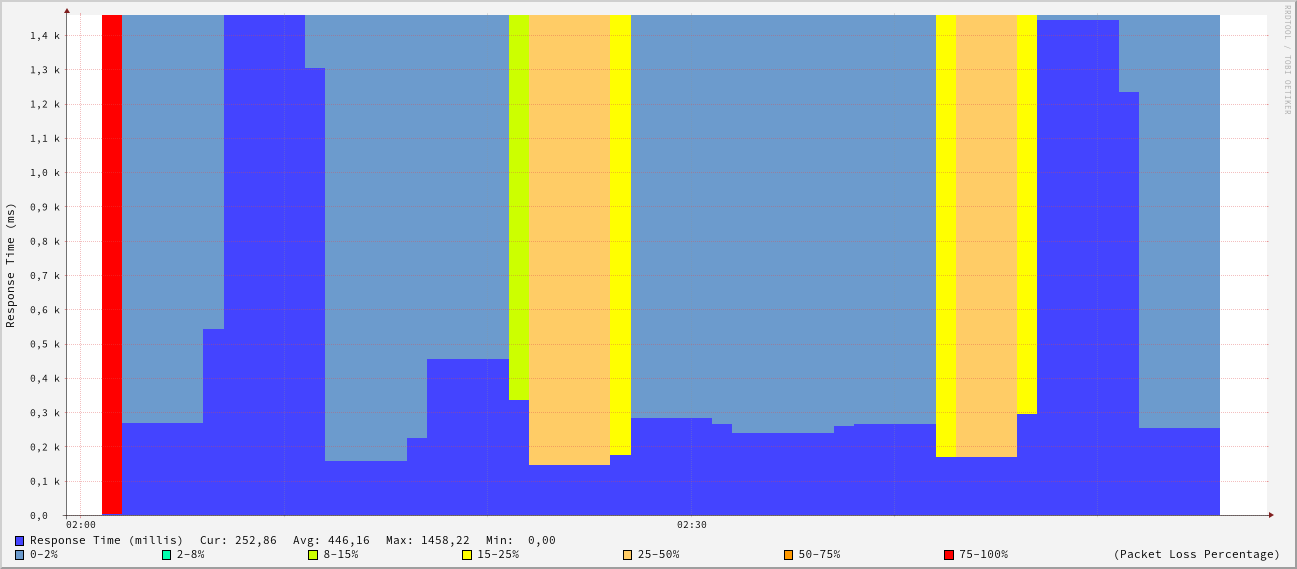 RRDTOOL / TOBI OETIKER
Response Time (ms)
1,4 k
1,3 k
1,2 k
1,1 k
1,0 k
0,9 k
0,8 k
0,7 k
0,6 k
0,5 k
0,4 k
0,3 k
0,2 k
0,1 k
0,0
02:00 02:30
Response Time (millis) Cur: 252,86 Avg: 446,16 Max: 1458,22 Min: 0,00
0-2% 2-8% 8-15% 15-25% 25-50% 50-75% 75-100% (Packet Loss Percentage)